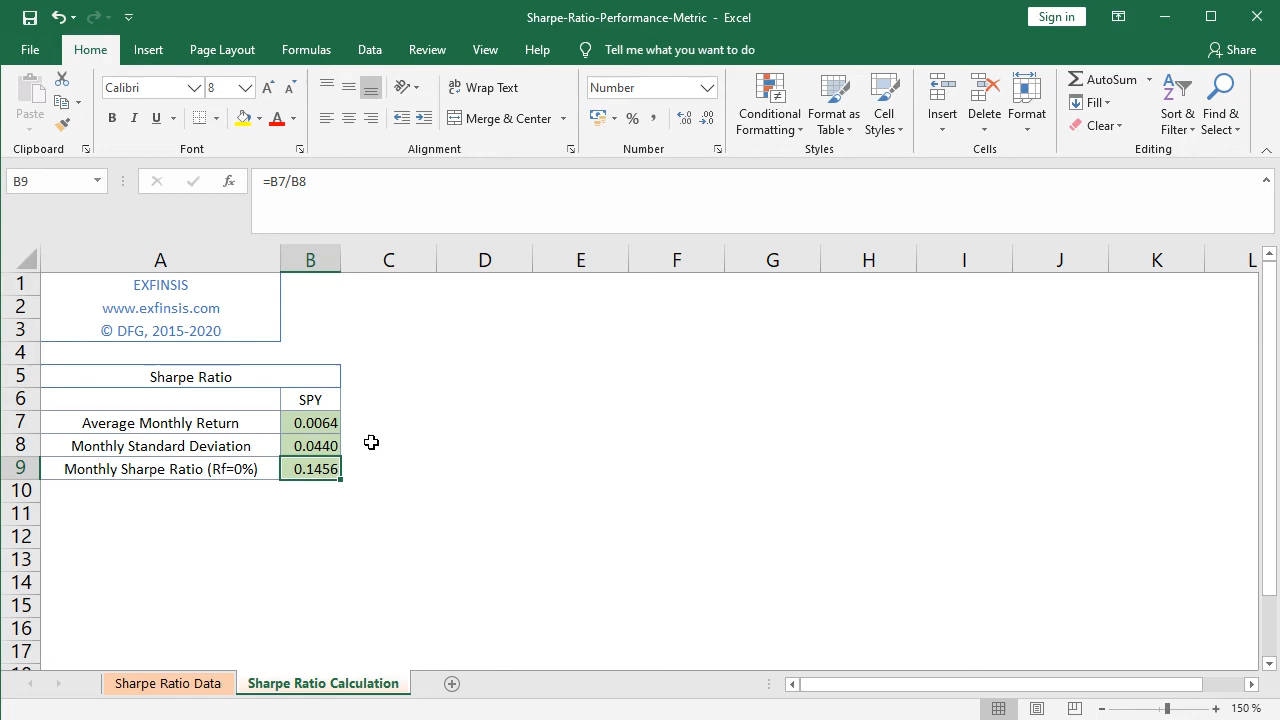 Sharpe-Ratio-Performance-Metric - Excel
Sign in
File Home Insert Page Layout Formulas Data Review View Help Tell me what you want to do Share
Paste
Calibri 8
B I U A
A A
Wrap Text
Merge & Center
Number
%
Conditional Formatting
Format as Table
Cell Styles
Insert Delete Format
AutoSum
Fill
Clear
Sort & Filter
Find & Select
Clipboard Font Alignment Number Styles Cells Editing
B9 fx =B7/B8
A B C D E F G H I J K L
1 EXFINSIS
2 www.exfinsis.com
3 © DFG, 2015-2020
4
5 Sharpe Ratio
6 SPY
7 Average Monthly Return 0.0064
8 Monthly Standard Deviation 0.0440
9 Monthly Sharpe Ratio (Rf=0%) 0.1456
10
11
12
13
14
15
16
17
Sharpe Ratio Data Sharpe Ratio Calculation
150 %